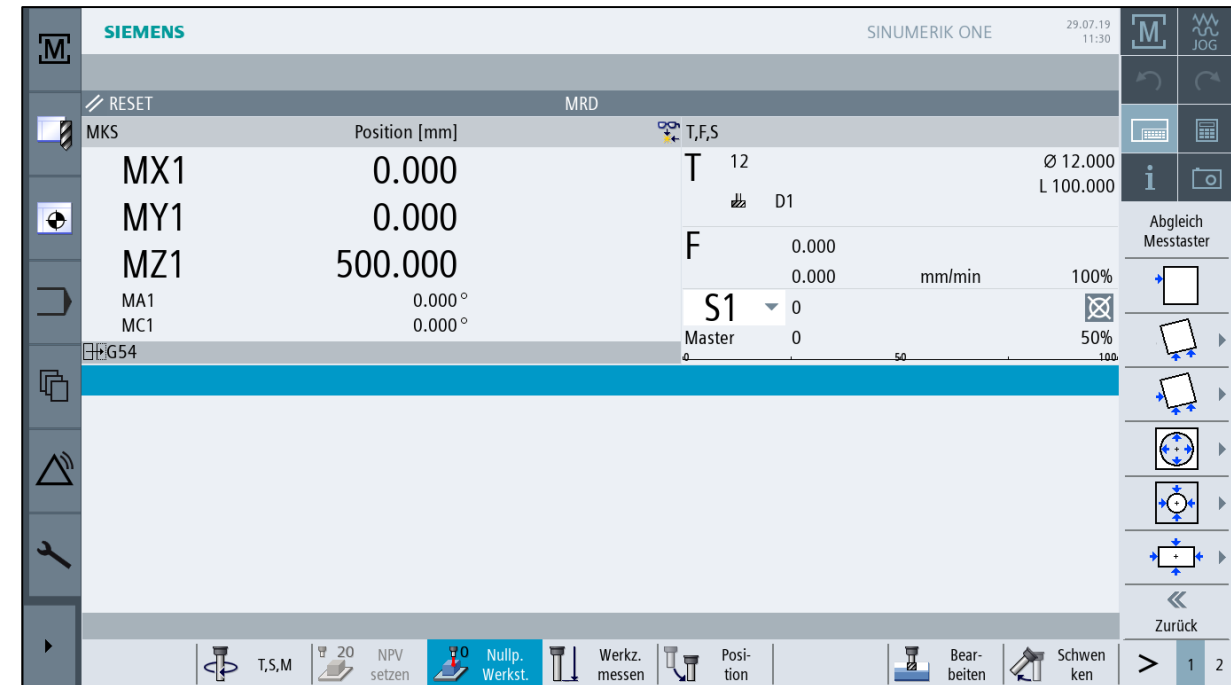 SIEMENS
SINUMERIK ONE
29.07.19
11:30
M
M
JOG
RESET
MRD
MKS
Position [mm]
T,F,S
MX1
0.000
MY1
0.000
MZ1
500.000
MA1
0.000°
MC1
0.000°
G54
T
12
Ø 12.000
L 100.000
D1
F
0.000
0.000
mm/min
100%
S1
0
Master
0
50%
0
50
100
i
Abgleich
Messtaster
Zurück
T,S,M
20
NPV
setzen
0
Nullp.
Werkst.
Werkz.
messen
Posi-
tion
Bear-
beiten
Schwen
ken
>
1
2